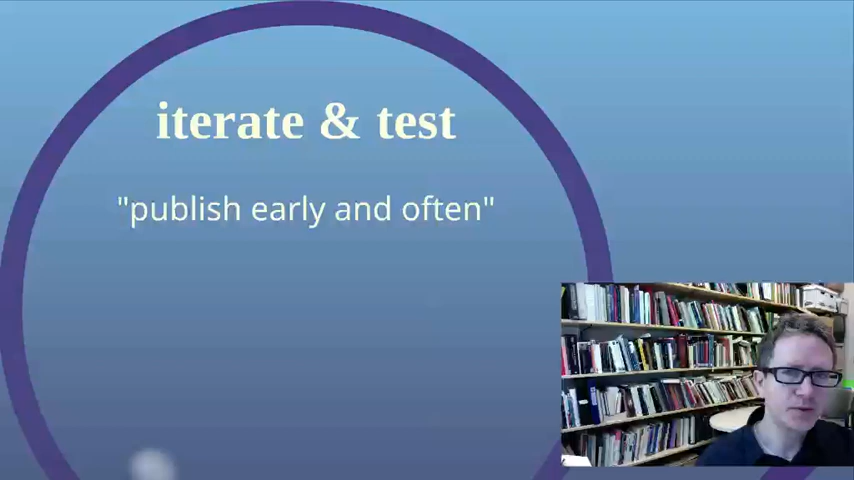 iterate & test
"publish early and often"